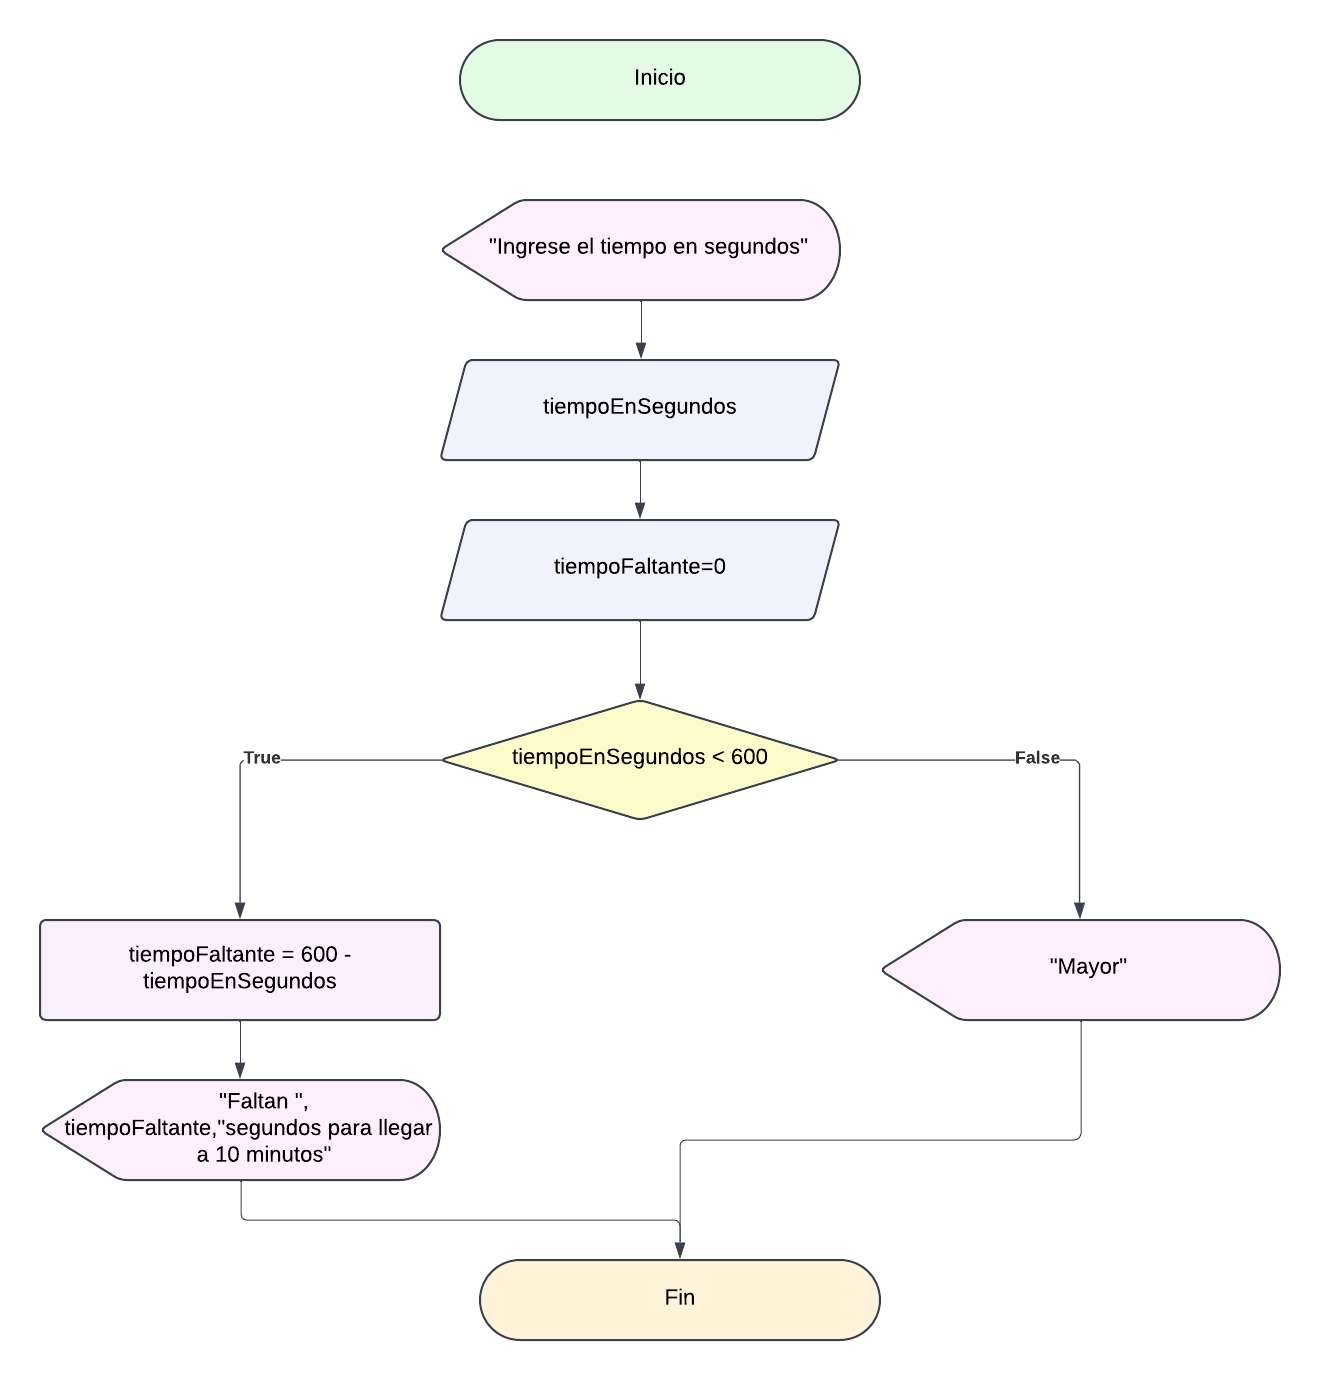 Inicio
"Ingrese el tiempo en segundos"
tiempoEnSegundos
tiempoFaltante=0
tiempoEnSegundos < 600
True
False
tiempoFaltante = 600 -
tiempoEnSegundos
"Mayor"
"Faltan ",
tiempoFaltante,"segundos para llegar
a 10 minutos"
Fin